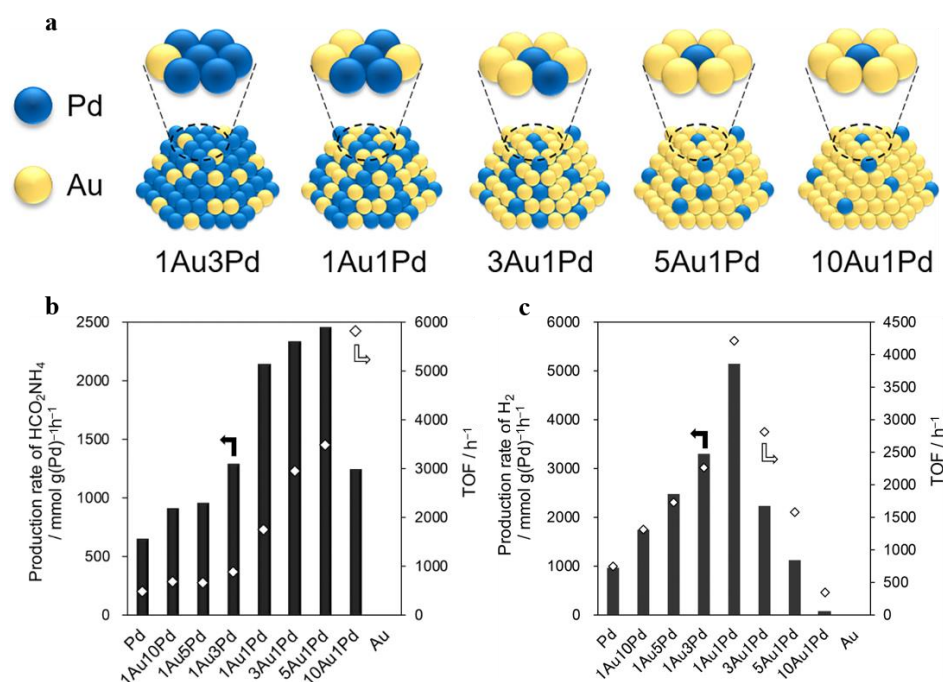 a
Pd
Au
1Au3Pd 1Au1Pd 3Au1Pd 5Au1Pd 10Au1Pd
b
Production rate of HCO₂NH₄
/ mmol g(Pd)⁻¹h⁻¹
2500
2000
1500
1000
500
0
6000
5000
4000
3000
2000
1000
0
TOF / h⁻¹
Pd
1Au10Pd
1Au5Pd
1Au3Pd
1Au1Pd
3Au1Pd
5Au1Pd
10Au1Pd
Au
c
Production rate of H₂
/ mmol g(Pd)⁻¹h⁻¹
6000
5000
4000
3000
2000
1000
0
4500
4000
3500
3000
2500
2000
1500
1000
500
0
TOF / h⁻¹
Pd
1Au10Pd
1Au5Pd
1Au3Pd
1Au1Pd
3Au1Pd
5Au1Pd
10Au1Pd
Au